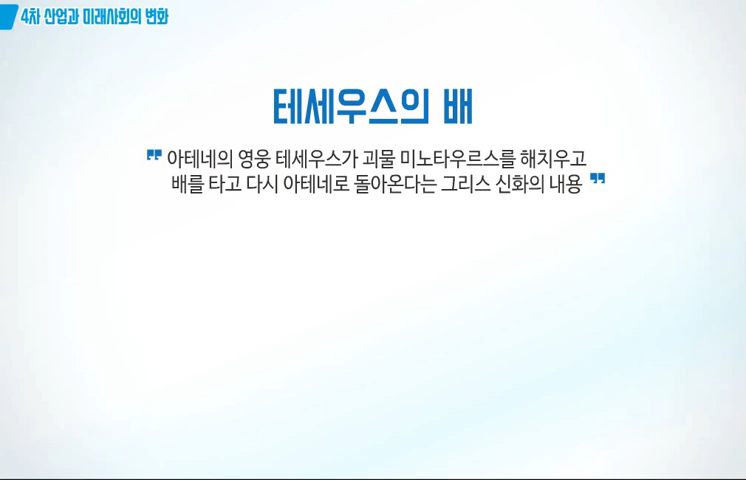 4차 산업과 미래사회의 변화
테세우스의 배
❞ 아테네의 영웅 테세우스가 괴물 미노타우르스를 해치우고
배를 타고 다시 아테네로 돌아온다는 그리스 신화의 내용 ❞